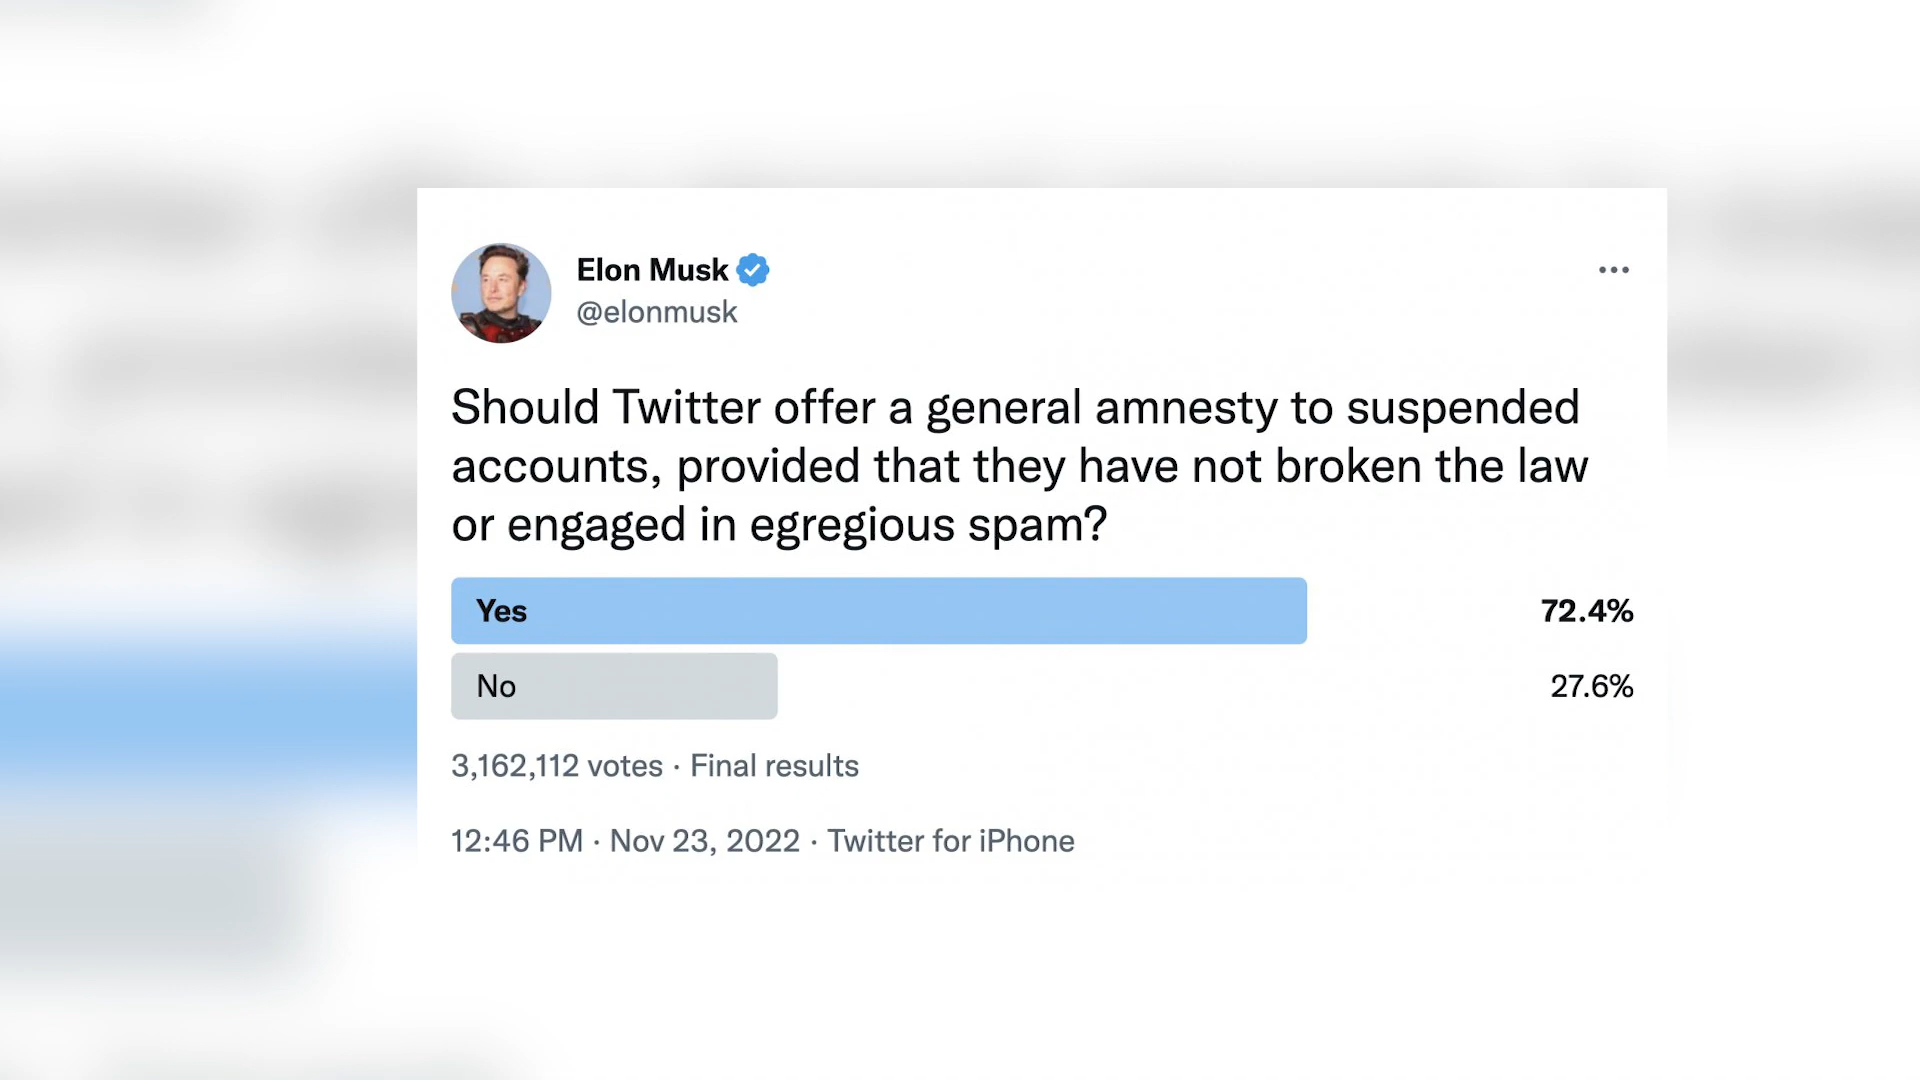 Elon Musk
@elonmusk
Should Twitter offer a general amnesty to suspended
accounts, provided that they have not broken the law
or engaged in egregious spam?
Yes 72.4%
No 27.6%
3,162,112 votes · Final results
12:46 PM · Nov 23, 2022 · Twitter for iPhone